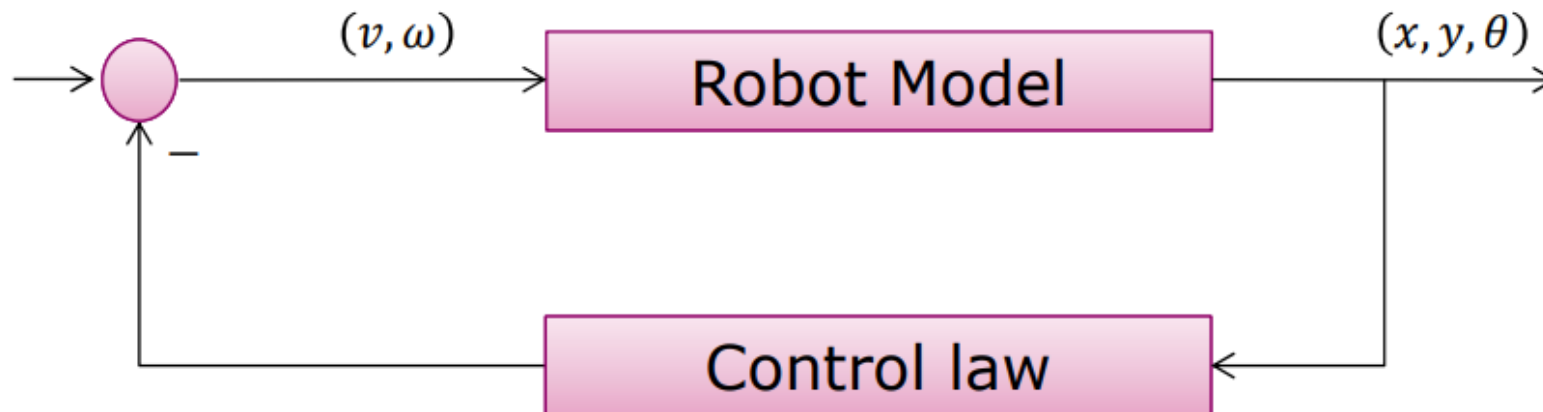 (v, ω)
Robot Model
(x, y, θ)
−
Control law